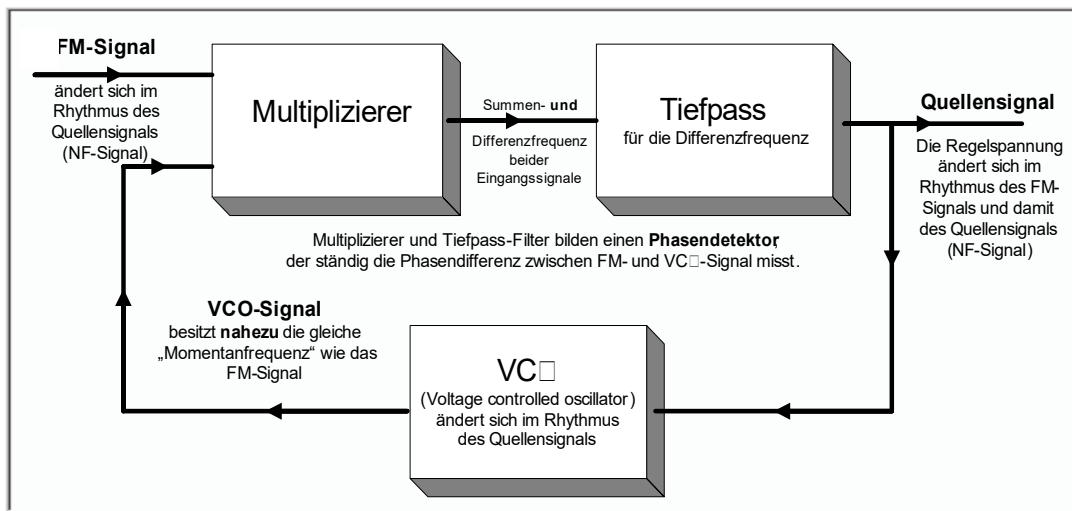 FM-Signal
ändert sich im
Rhythmus des
Quellensignals
(NF-Signal)
Multiplizierer
Summen- und
Differenzfrequenz
beider
Eingangssignale
Tiefpass
für die Differenzfrequenz
Quellensignal
Die Regelspannung
ändert sich im
Rhythmus des FM-
Signals und damit
des Quellensignals
(NF-Signal)
Multiplizierer und Tiefpass-Filter bilden einen Phasendetektor,
der ständig die Phasendifferenz zwischen FM- und VC□-Signal misst.
VCO-Signal
besitzt nahezu die gleiche
„Momentanfrequenz“ wie das
FM-Signal
VC□
(Voltage controlled oscillator)
ändert sich im Rhythmus
des Quellensignals